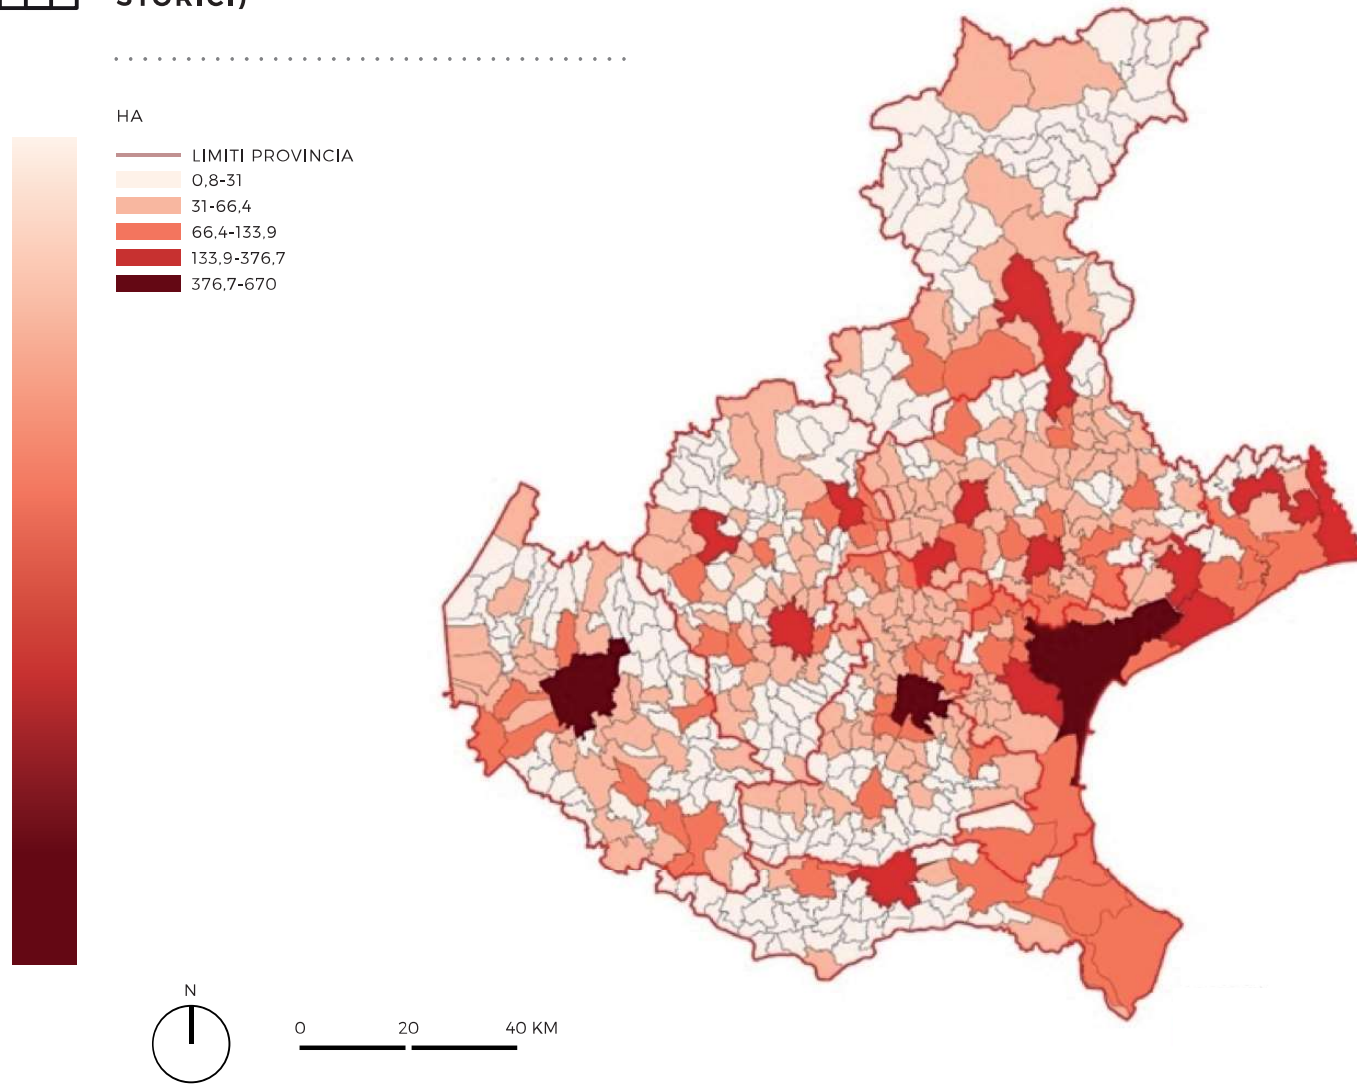 STORICI)
HA
LIMITI PROVINCIA
0,8-31
31-66,4
66,4-133,9
133,9-376,7
376,7-670
N
0 20 40 KM